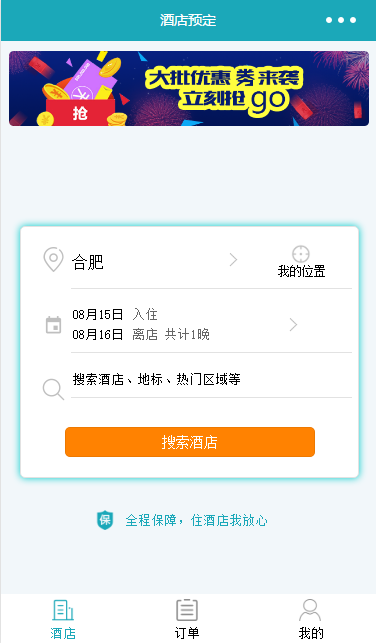 酒店预定
大批优惠券来袭
立刻抢go
抢
合肥
我的位置
08月15日 入住
08月16日 离店 共计1晚
搜索酒店、地标、热门区域等
搜索酒店
保 全程保障，住酒店我放心
酒店 订单 我的